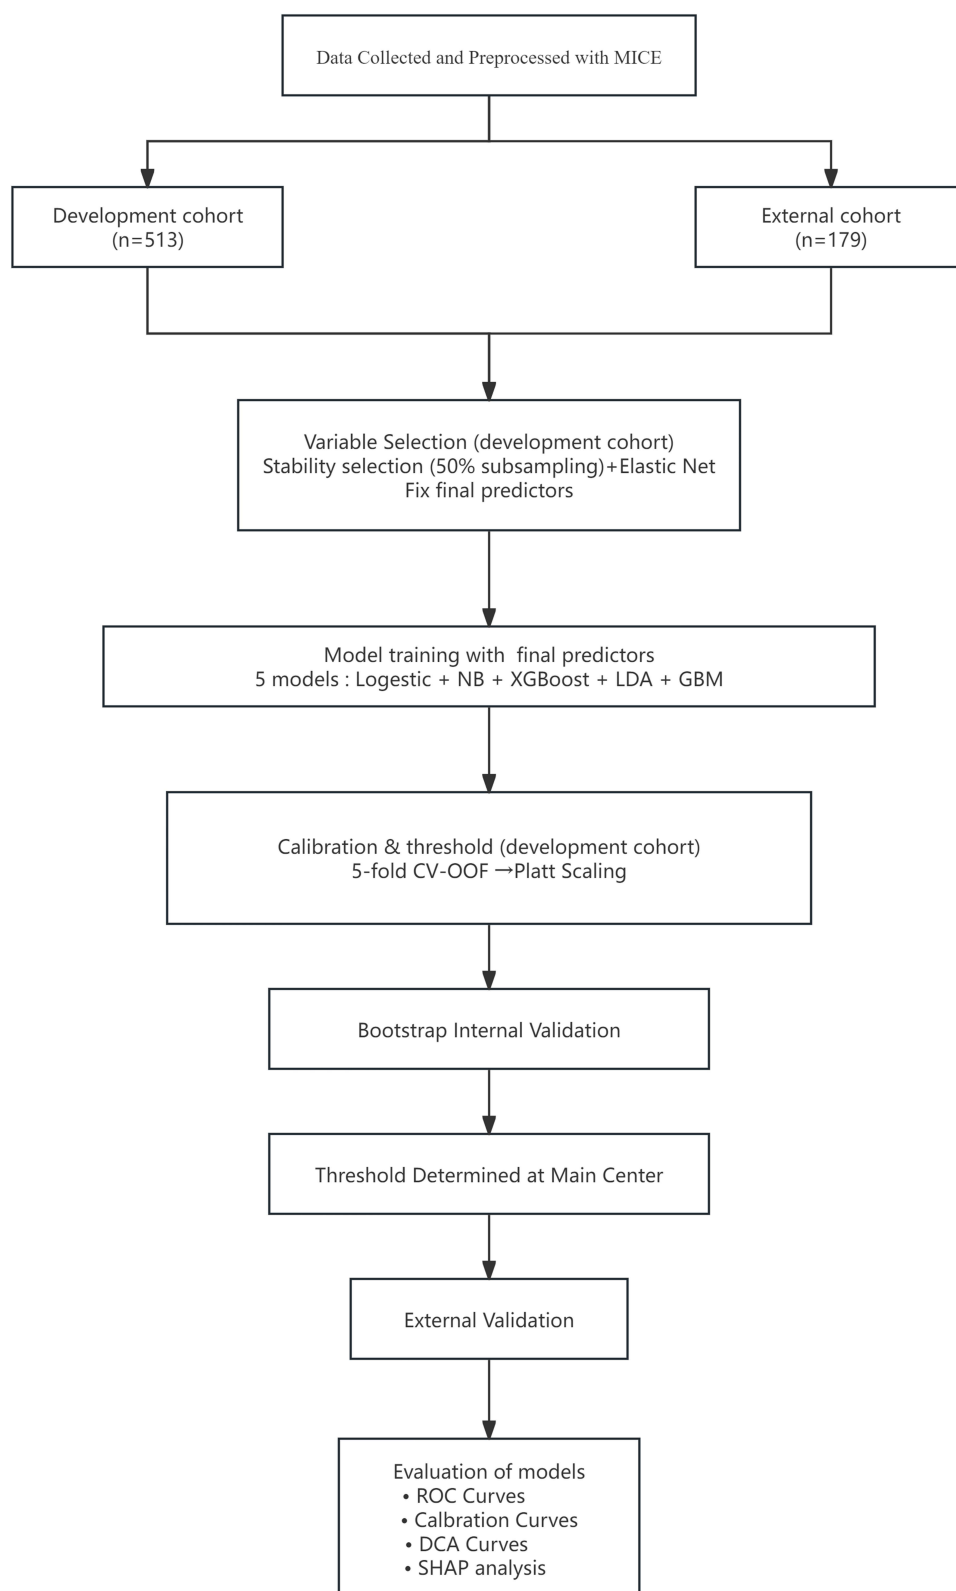 Data Collected and Preprocessed with MICE
Development cohort
(n=513)
External cohort
(n=179)
Variable Selection (development cohort)
Stability selection (50% subsampling)+Elastic Net
Fix final predictors
Model training with  final predictors
5 models : Logestic + NB + XGBoost + LDA + GBM
Calibration & threshold (development cohort)
5-fold CV-OOF →Platt Scaling
Bootstrap Internal Validation
Threshold Determined at Main Center
External Validation
Evaluation of models
• ROC Curves
• Calbration Curves
• DCA Curves
• SHAP analysis